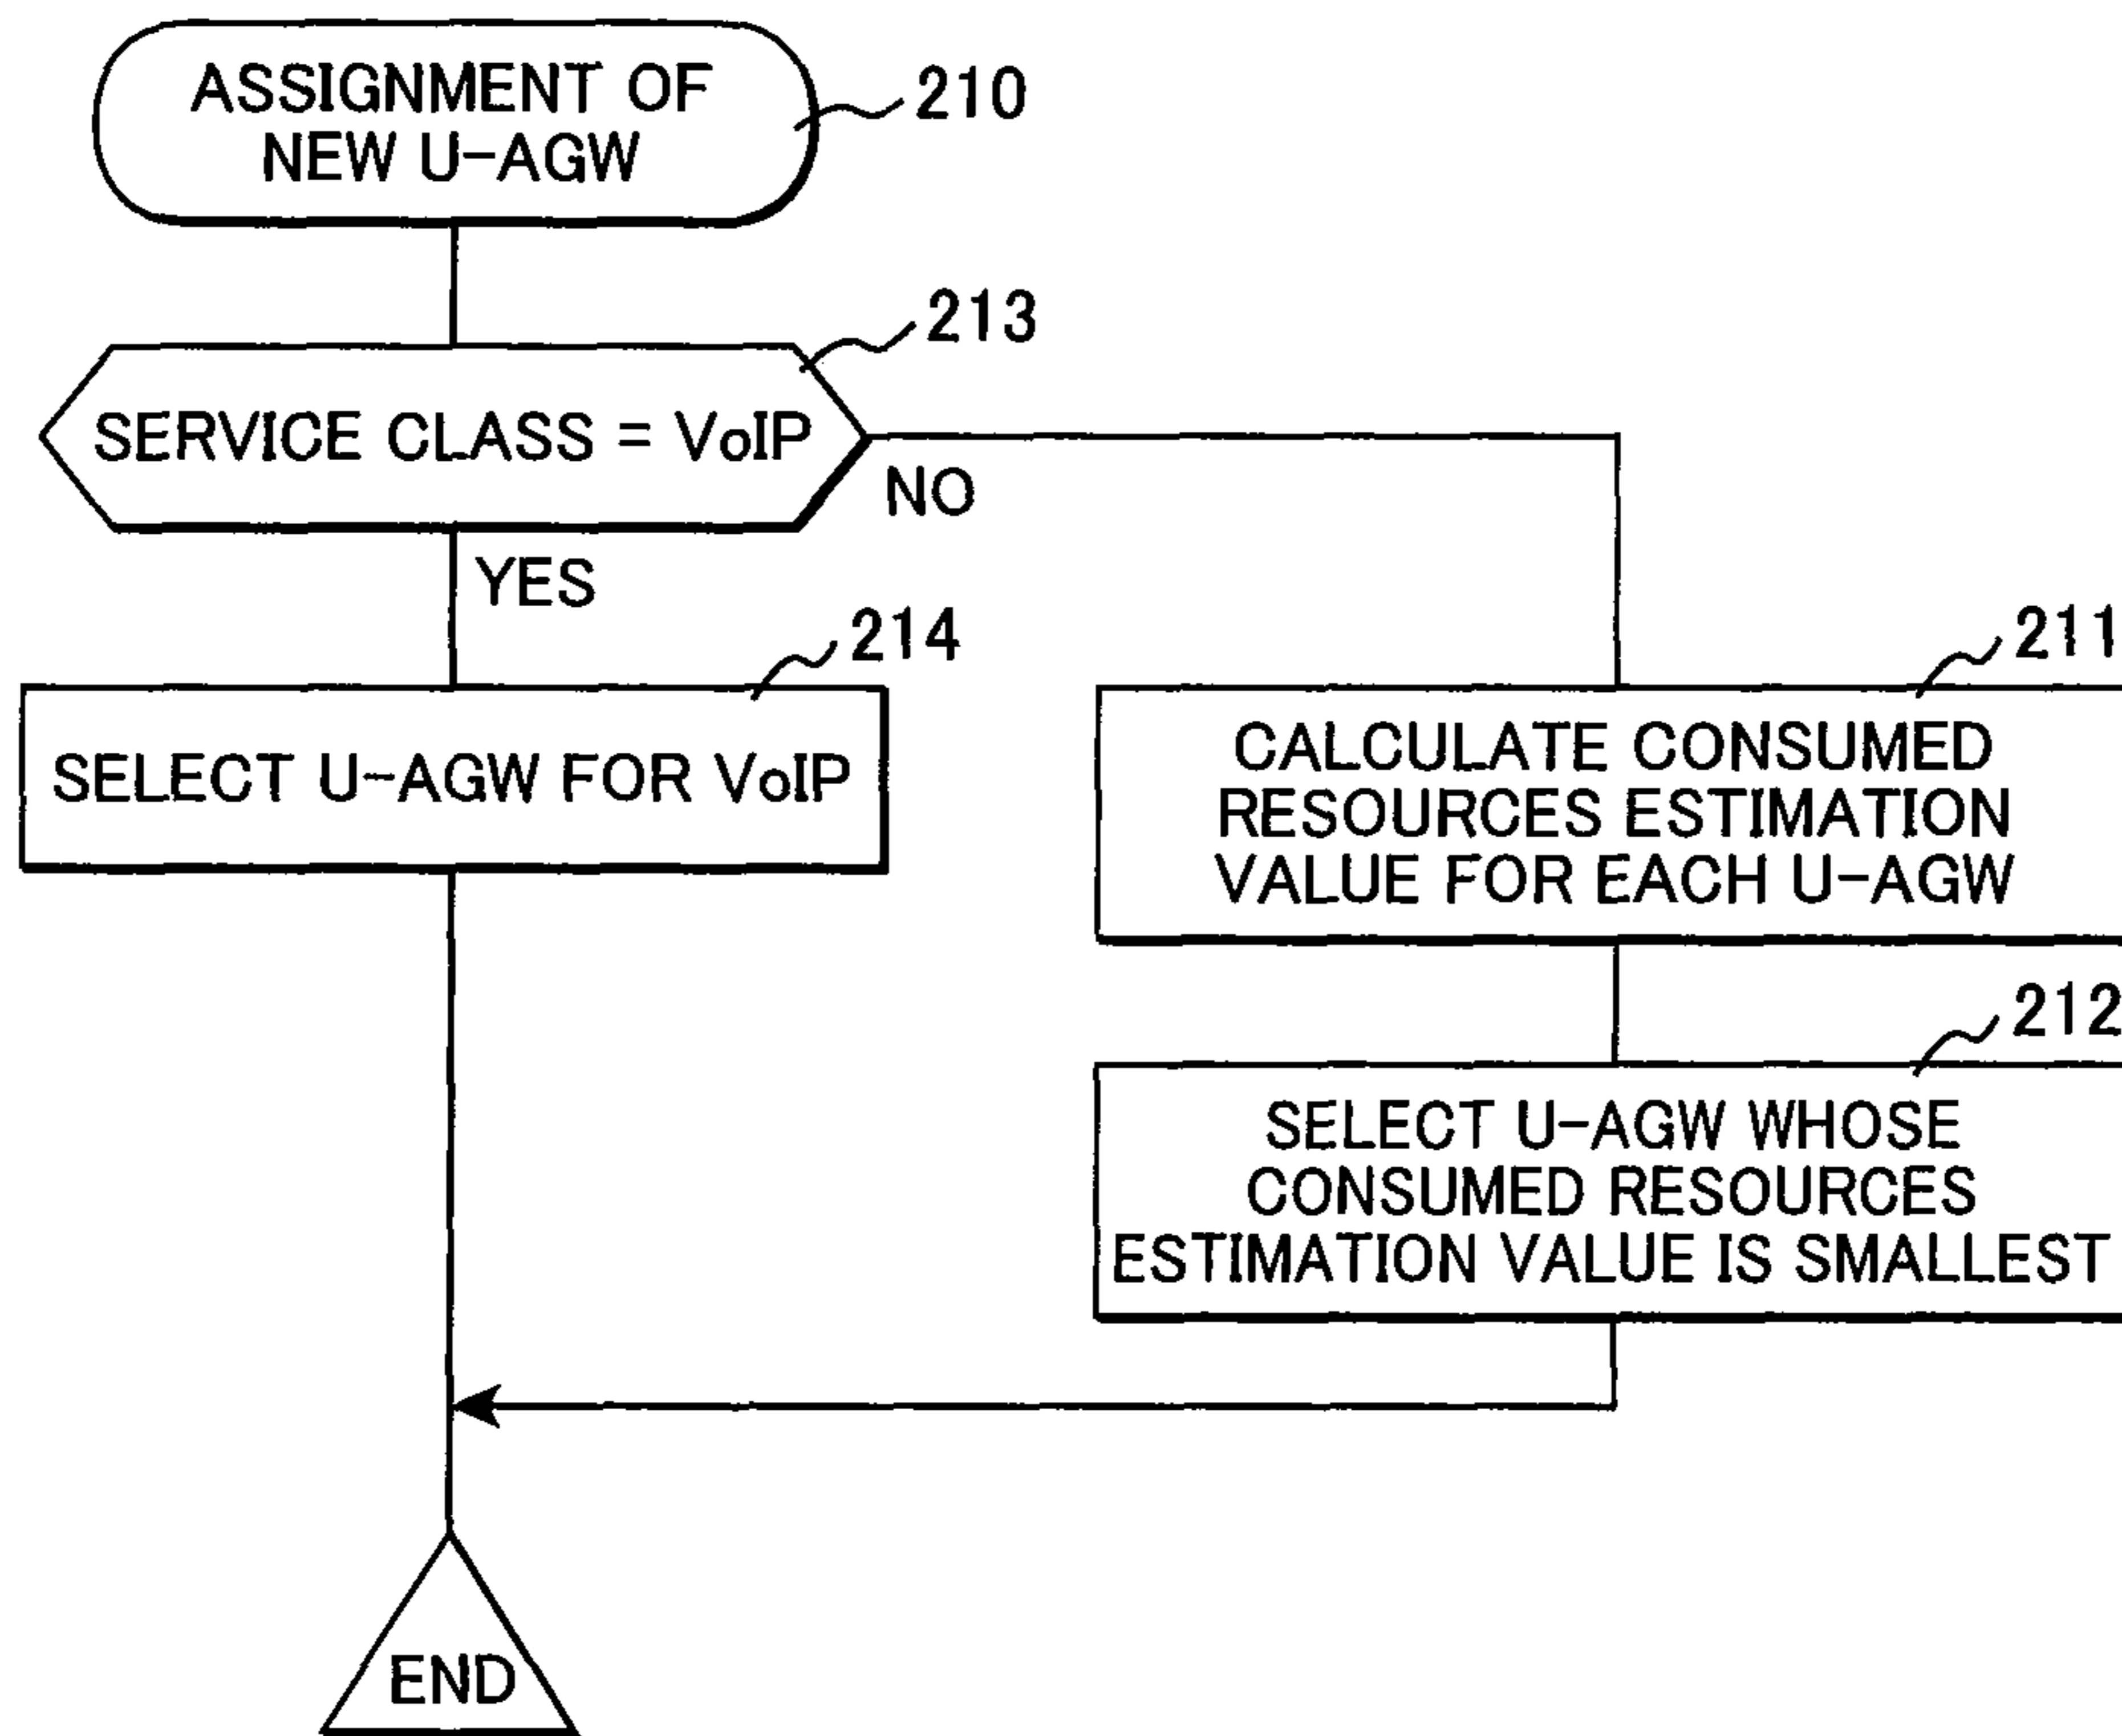 ASSIGNMENT OF
NEW U-AGW
210
213
SERVICE CLASS = VoIP
NO
YES
214
SELECT U-AGW FOR VoIP
211
CALCULATE CONSUMED
RESOURCES ESTIMATION
VALUE FOR EACH U-AGW
212
SELECT U-AGW WHOSE
CONSUMED RESOURCES
ESTIMATION VALUE IS SMALLEST
END